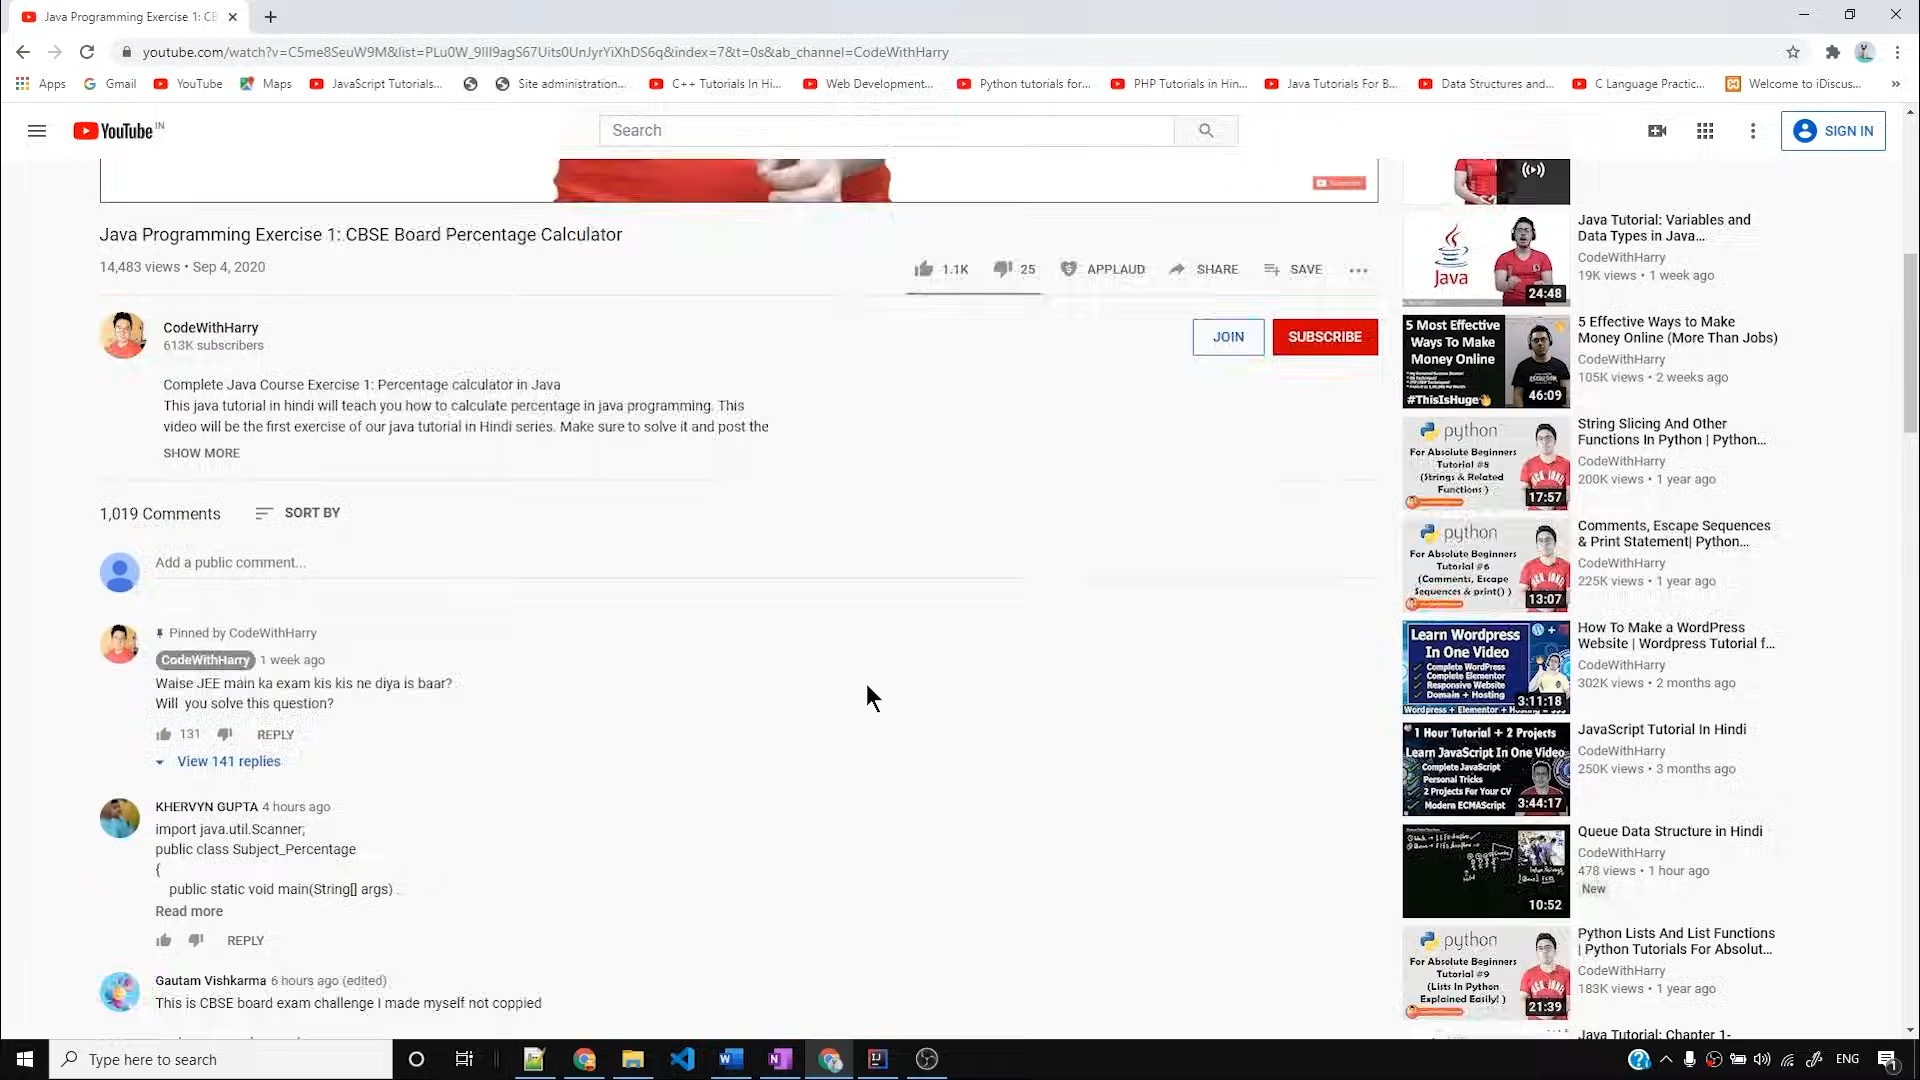 Java Programming Exercise 1: CB
youtube.com/watch?v=C5me8SeuW9M&list=PLu0W_9lII9agS67Uits0UnJyrYiXhDS6q&index=7&t=0s&ab_channel=CodeWithHarry
Apps
Gmail
YouTube
Maps
JavaScript Tutorials...
Site administration...
C++ Tutorials In Hi...
Web Development...
Python tutorials for...
PHP Tutorials in Hin...
Java Tutorials For B...
Data Structures and...
C Language Practic...
Welcome to iDiscus...
YouTube IN
Search
SIGN IN
Java Programming Exercise 1: CBSE Board Percentage Calculator
14,483 views • Sep 4, 2020
1.1K
25
APPLAUD
SHARE
SAVE
CodeWithHarry
613K subscribers
JOIN
SUBSCRIBE
Complete Java Course Exercise 1: Percentage calculator in Java
This java tutorial in hindi will teach you how to calculate percentage in java programming. This
video will be the first exercise of our java tutorial in Hindi series. Make sure to solve it and post the
SHOW MORE
1,019 Comments
SORT BY
Add a public comment...
Pinned by CodeWithHarry
CodeWithHarry 1 week ago
Waise JEE main ka exam kis kis ne diya is baar?
Will you solve this question?
131
REPLY
View 141 replies
KHERVYN GUPTA 4 hours ago
import java.util.Scanner;
public class Subject_Percentage
{
public static void main(String[] args)
Read more
REPLY
Gautam Vishkarma 6 hours ago (edited)
This is CBSE board exam challenge I made myself not coppied
Java
24:48
Java Tutorial: Variables and
Data Types in Java...
CodeWithHarry
19K views • 1 week ago
5 Most Effective
Ways To Make
Money Online
#ThisIsHuge
46:09
5 Effective Ways to Make
Money Online (More Than Jobs)
CodeWithHarry
105K views • 2 weeks ago
python
For Absolute Beginners
Tutorial #8
(Strings & Related
Functions )
17:57
String Slicing And Other
Functions In Python | Python...
CodeWithHarry
200K views • 1 year ago
python
For Absolute Beginners
Tutorial #6
(Comments, Escape
Sequences & print() )
13:07
Comments, Escape Sequences
& Print Statement| Python...
CodeWithHarry
225K views • 1 year ago
Learn Wordpress
In One Video
Complete WordPress
Complete Elementor
Responsive Website
Domain + Hosting
3:11:18
How To Make a WordPress
Website | Wordpress Tutorial f...
CodeWithHarry
302K views • 2 months ago
1 Hour Tutorial + 2 Projects
Learn JavaScript In One Video
Complete JavaScript
Personal Tricks
2 Projects For Your CV
Modern ECMAScript
3:44:17
JavaScript Tutorial In Hindi
CodeWithHarry
250K views • 3 months ago
10:52
Queue Data Structure in Hindi
CodeWithHarry
478 views • 1 hour ago
New
python
For Absolute Beginners
Tutorial #9
(Lists In Python
Explained Easily! )
21:39
Python Lists And List Functions
| Python Tutorials For Absolut...
CodeWithHarry
183K views • 1 year ago
Java Tutorial: Chapter 1-
Type here to search
ENG